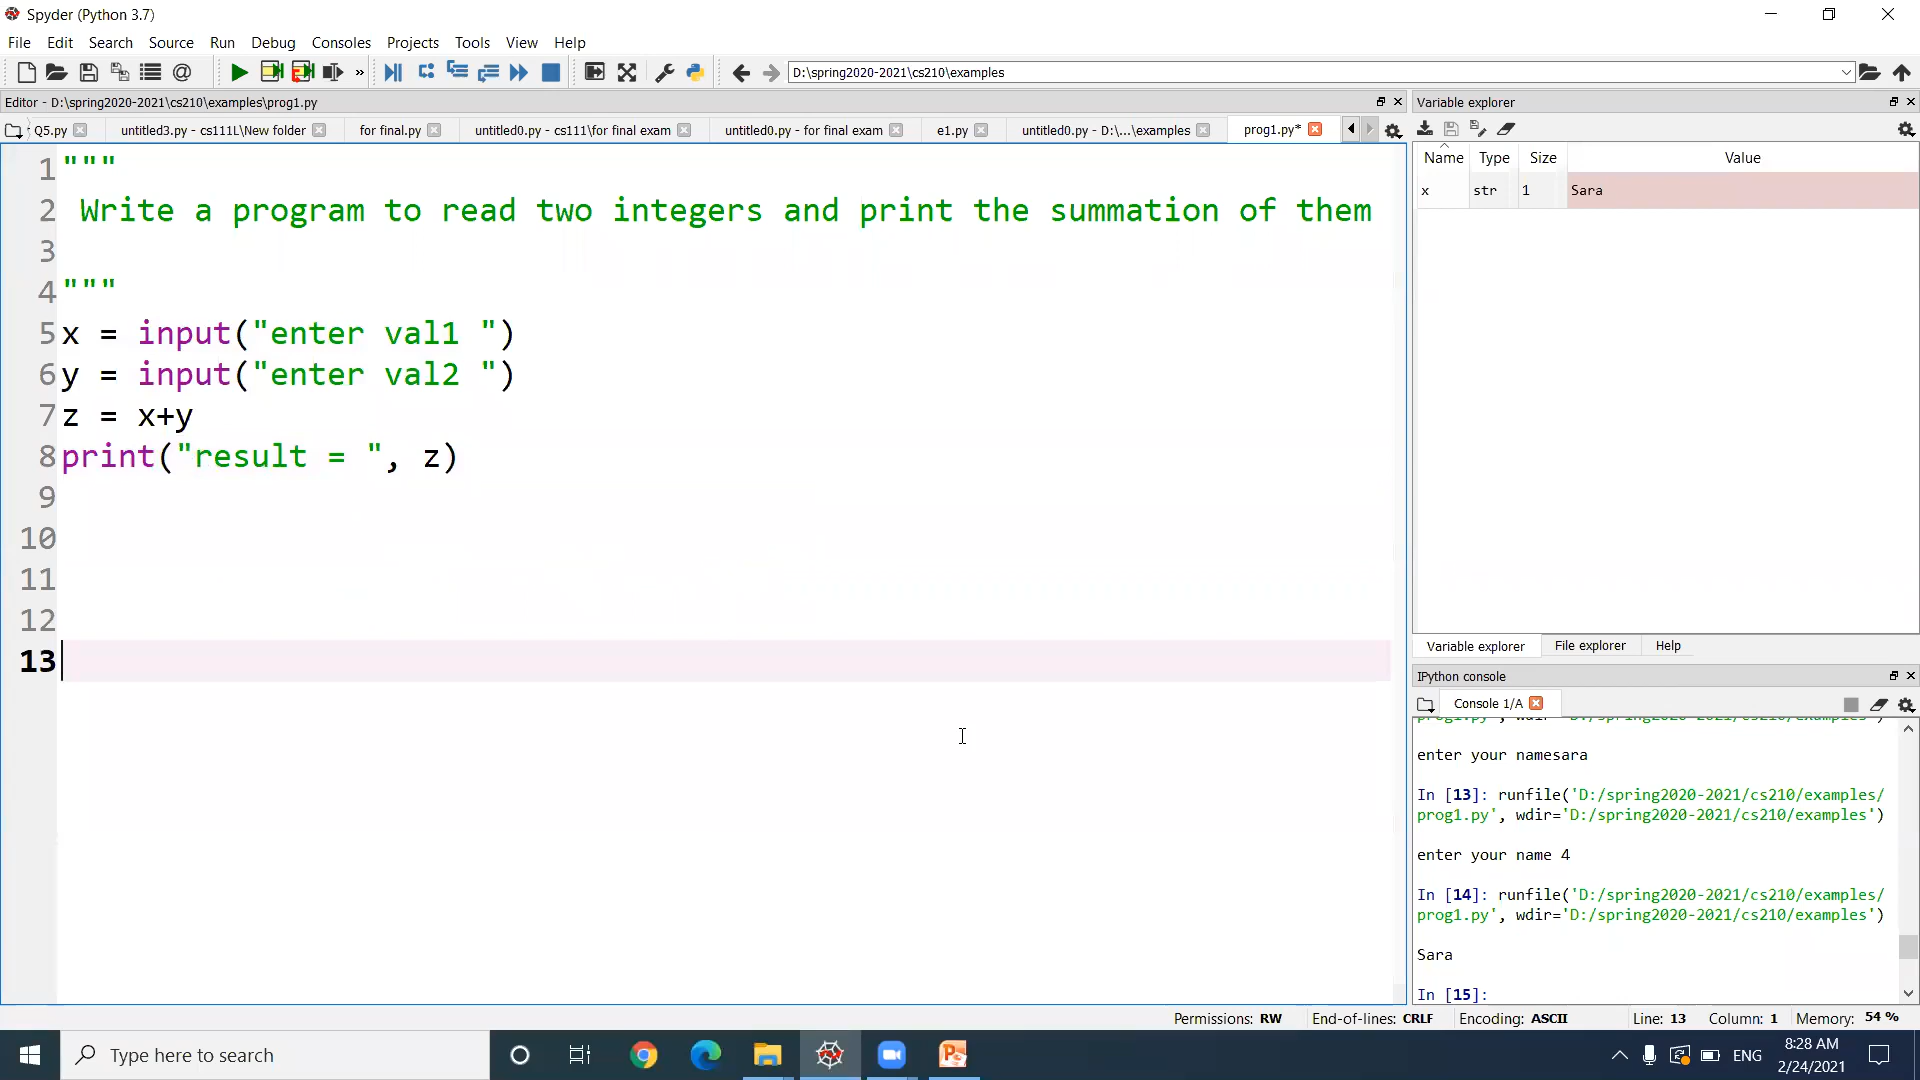 Spyder (Python 3.7)
File Edit Search Source Run Debug Consoles Projects Tools View Help
D:\spring2020-2021\cs210\examples
Editor - D:\spring2020-2021\cs210\examples\prog1.py
Q5.py untitled3.py - cs111L\New folder for final.py untitled0.py - cs111\for final exam untitled0.py - for final exam e1.py untitled0.py - D:\...\examples prog1.py*
1 """
2 Write a program to read two integers and print the summation of them
3
4 """
5 x = input("enter val1 ")
6 y = input("enter val2 ")
7 z = x+y
8 print("result = ", z)
9
10
11
12
13
Variable explorer
Name Type Size Value
x str 1 Sara
Variable explorer File explorer Help
IPython console
Console 1/A
prog1.py', wdir='D:/spring2020-2021/cs210/examples')
enter your namesara
In [13]: runfile('D:/spring2020-2021/cs210/examples/
prog1.py', wdir='D:/spring2020-2021/cs210/examples')
enter your name 4
In [14]: runfile('D:/spring2020-2021/cs210/examples/
prog1.py', wdir='D:/spring2020-2021/cs210/examples')
Sara
In [15]:
Permissions: RW End-of-lines: CRLF Encoding: ASCII Line: 13 Column: 1 Memory: 54 %
Type here to search
ENG
8:28 AM
2/24/2021